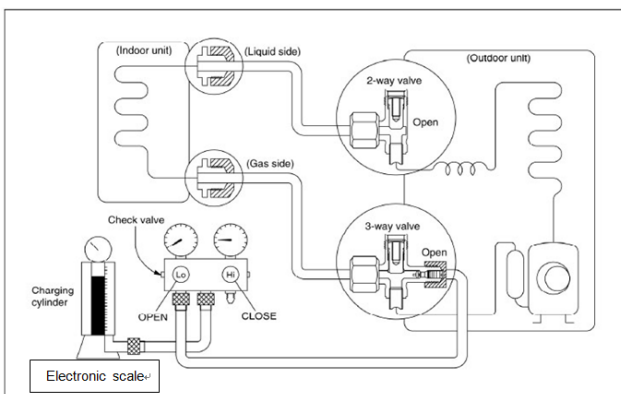 (Indoor unit)
(Liquid side)
2-way valve
(Outdoor unit)
Open
(Gas side)
3-way valve
Open
Check valve
Lo
Hi
Charging
cylinder
OPEN
CLOSE
Electronic scale